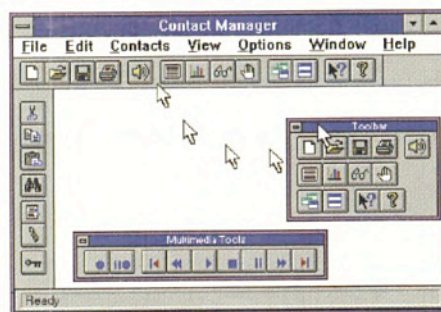 Contact Manager
File Edit Contacts View Options Window Help
Toolbar
Multimedia Tools
Ready